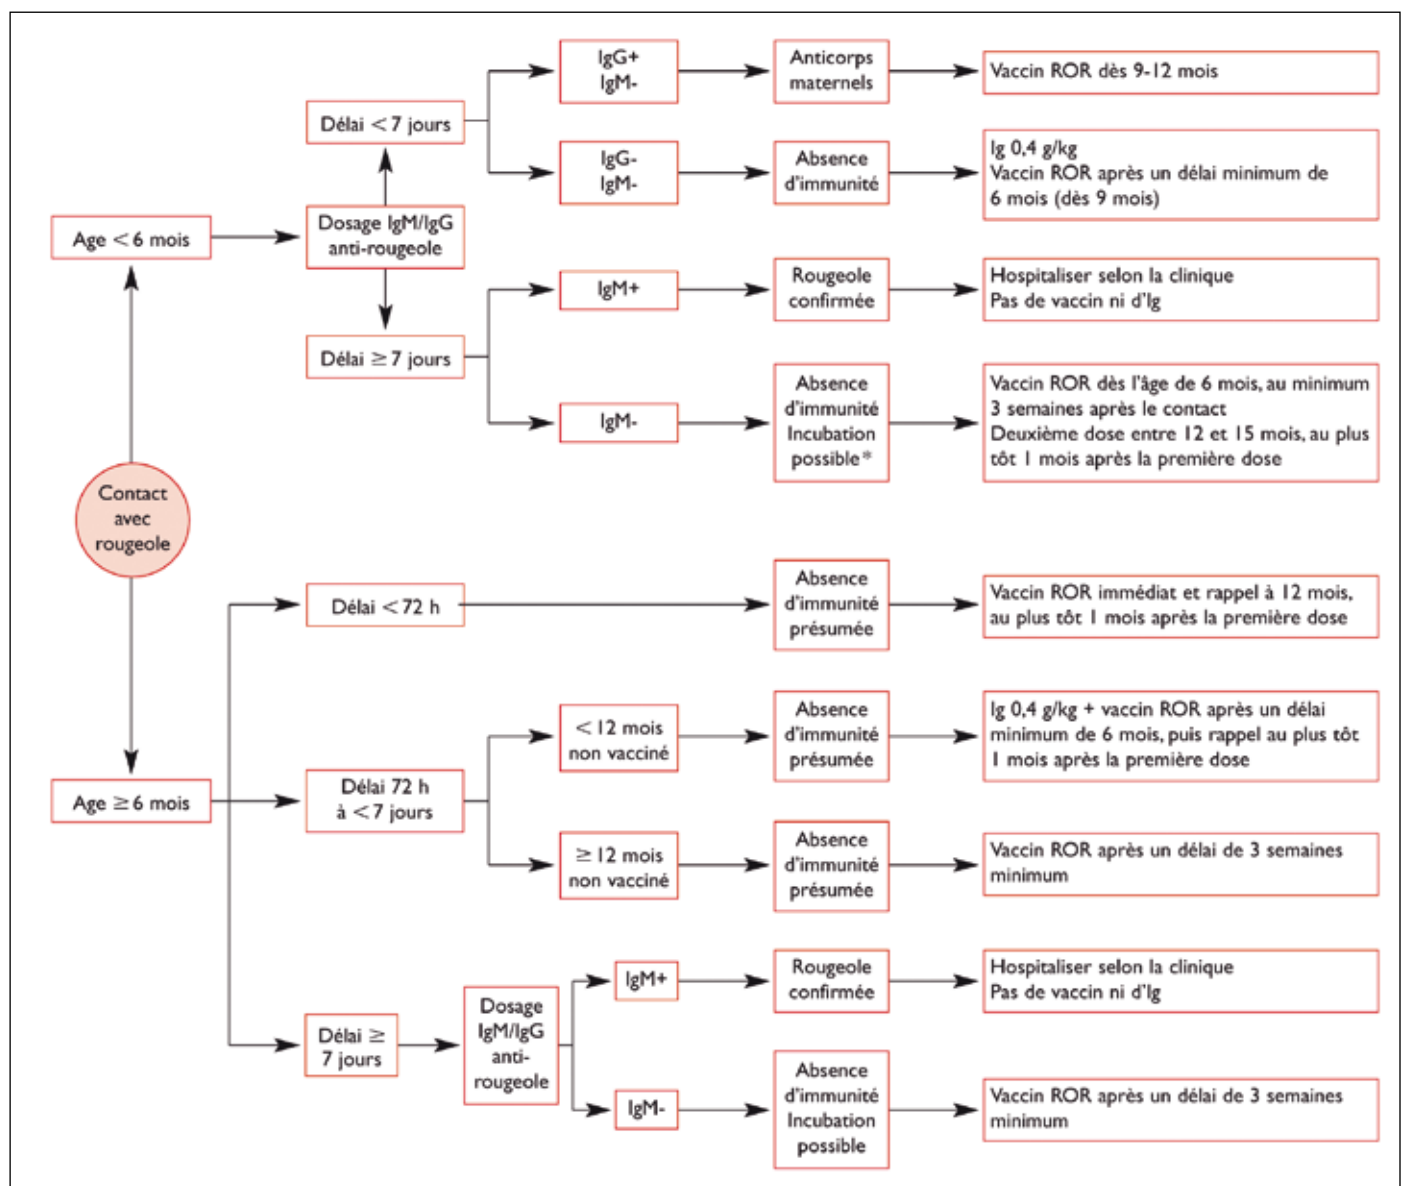 Contact
avec
rougeole
Age < 6 mois
Dosage IgM/IgG
anti-rougeole
Délai < 7 jours
IgG+
IgM-
Anticorps
maternels
Vaccin ROR dès 9-12 mois
IgG-
IgM-
Absence
d'immunité
Ig 0,4 g/kg
Vaccin ROR après un délai minimum de
6 mois (dès 9 mois)
Délai ≥ 7 jours
IgM+
Rougeole
confirmée
Hospitaliser selon la clinique
Pas de vaccin ni d'Ig
IgM-
Absence
d'immunité
Incubation
possible*
Vaccin ROR dès l'âge de 6 mois, au minimum
3 semaines après le contact
Deuxième dose entre 12 et 15 mois, au plus
tôt 1 mois après la première dose
Age ≥ 6 mois
Délai < 72 h
Absence
d'immunité
présumée
Vaccin ROR immédiat et rappel à 12 mois,
au plus tôt 1 mois après la première dose
Délai 72 h
à < 7 jours
< 12 mois
non vacciné
Absence
d'immunité
présumée
Ig 0,4 g/kg + vaccin ROR après un délai
minimum de 6 mois, puis rappel au plus tôt
1 mois après la première dose
≥ 12 mois
non vacciné
Absence
d'immunité
présumée
Vaccin ROR après un délai de 3 semaines
minimum
Délai ≥
7 jours
Dosage
IgM/IgG
anti-
rougeole
IgM+
Rougeole
confirmée
Hospitaliser selon la clinique
Pas de vaccin ni d'Ig
IgM-
Absence
d'immunité
Incubation
possible
Vaccin ROR après un délai de 3 semaines
minimum